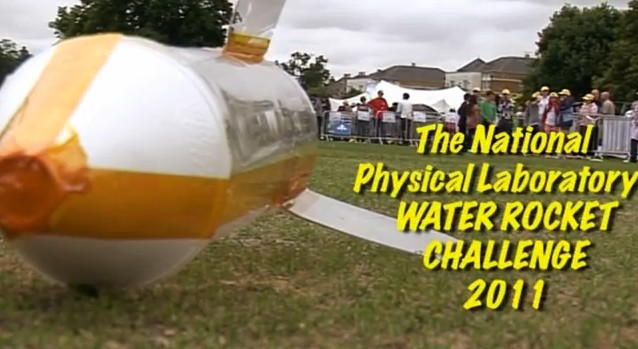 The National
Physical Laboratory
WATER ROCKET
CHALLENGE
2011